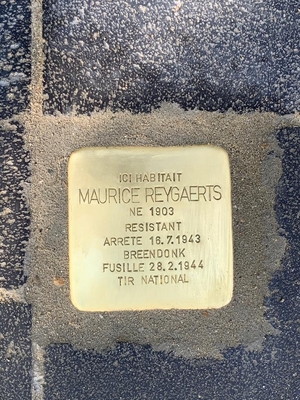 ICI HABITAIT
MAURICE REYGAERTS
NE 1903
RESISTANT
ARRETE 16.7.1943
BREENDONK
FUSILLE 28.2.1944
TIR NATIONAL